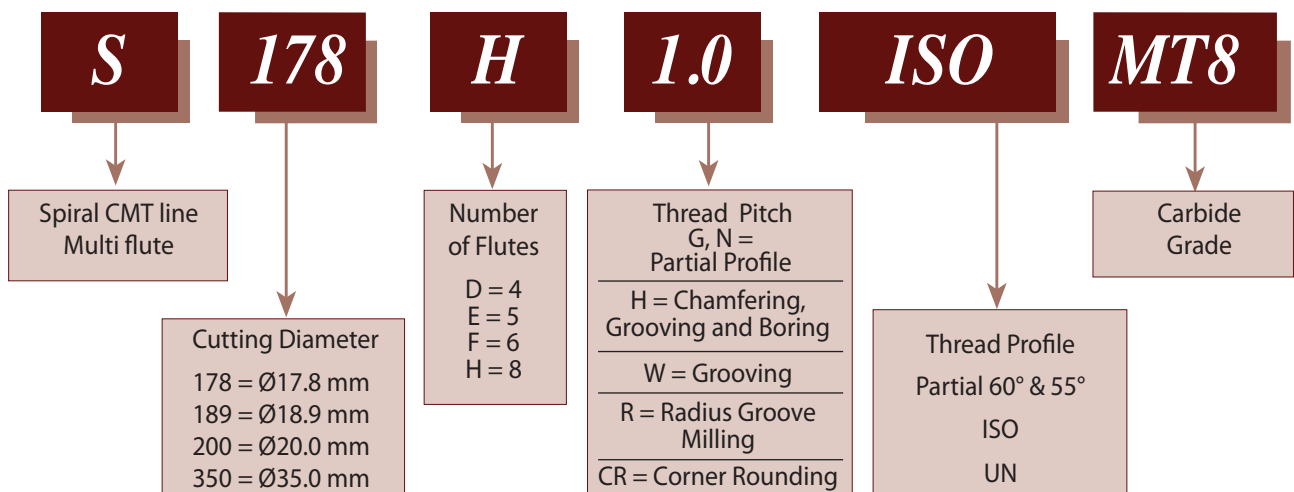 S 178 H 1.0 ISO MT8
Spiral CMT line
Multi flute
Cutting Diameter
178 = Ø17.8 mm
189 = Ø18.9 mm
200 = Ø20.0 mm
350 = Ø35.0 mm
Number
of Flutes
D = 4
E = 5
F = 6
H = 8
Thread Pitch
G, N =
Partial Profile
H = Chamfering,
Grooving and Boring
W = Grooving
R = Radius Groove
Milling
CR = Corner Rounding
Thread Profile
Partial 60° & 55°
ISO
UN
Carbide
Grade